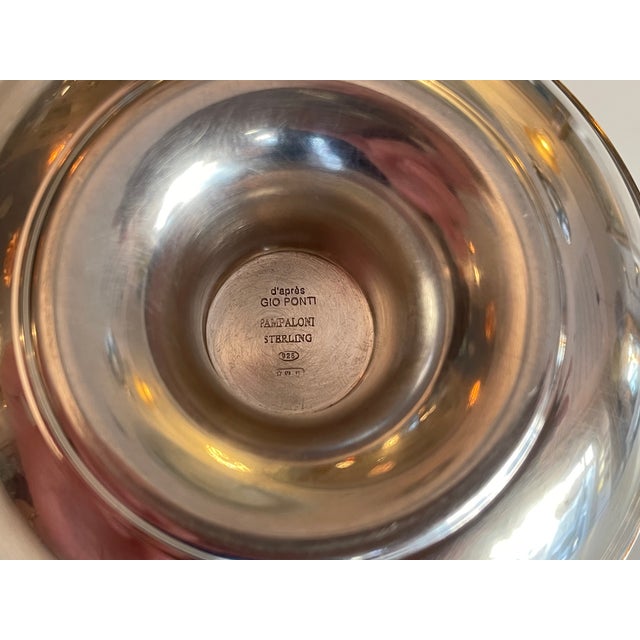 d'après
GIO PONTI
PAMPALONI
STERLING
925